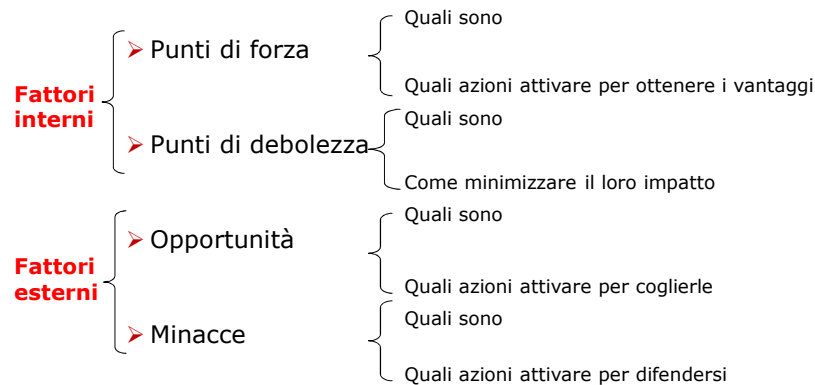 Fattori
interni
Punti di forza
Quali sono
Quali azioni attivare per ottenere i vantaggi
Punti di debolezza
Quali sono
Come minimizzare il loro impatto
Fattori
esterni
Opportunità
Quali sono
Quali azioni attivare per coglierle
Minacce
Quali sono
Quali azioni attivare per difendersi